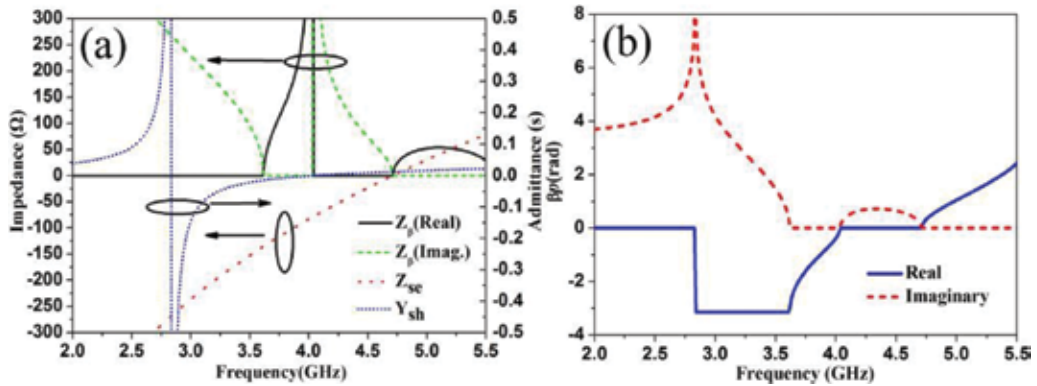 (a)
300
250
200
150
100
50
0
-50
-100
-150
-200
-250
-300
Impedance (Ω)
0.5
0.4
0.3
0.2
0.1
0.0
-0.1
-0.2
-0.3
-0.4
-0.5
Admittance (s)
Zβ(Real)
Zβ(Imag.)
Zse
Ysh
2.0 2.5 3.0 3.5 4.0 4.5 5.0 5.5
Frequency(GHz)
(b)
8
6
4
2
0
-2
-4
βp(rad)
Real
Imaginary
2.0 2.5 3.0 3.5 4.0 4.5 5.0 5.5
Frequency (GHz)